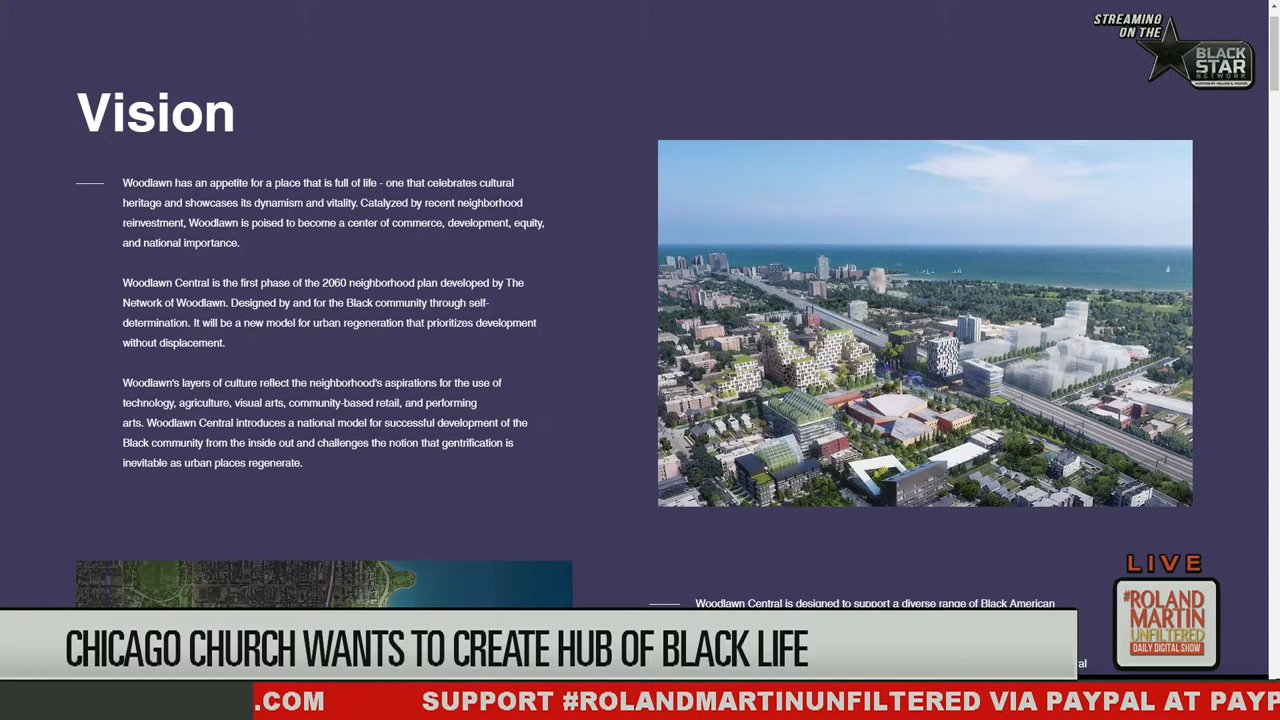 STREAMING
ON THE
BLACK
STAR
NETWORK
Vision
Woodlawn has an appetite for a place that is full of life - one that celebrates cultural
heritage and showcases its dynamism and vitality. Catalyzed by recent neighborhood
reinvestment, Woodlawn is poised to become a center of commerce, development, equity,
and national importance.
Woodlawn Central is the first phase of the 2060 neighborhood plan developed by The
Network of Woodlawn. Designed by and for the Black community through self-
determination. It will be a new model for urban regeneration that prioritizes development
without displacement.
Woodlawn's layers of culture reflect the neighborhood's aspirations for the use of
technology, agriculture, visual arts, community-based retail, and performing
arts. Woodlawn Central introduces a national model for successful development of the
Black community from the inside out and challenges the notion that gentrification is
inevitable as urban places regenerate.
Woodlawn Central is designed to support a diverse range of Black American
LIVE
#ROLAND
MARTIN
UNFILTERED
DAILY DIGITAL SHOW
CHICAGO CHURCH WANTS TO CREATE HUB OF BLACK LIFE
.COM SUPPORT #ROLANDMARTINUNFILTERED VIA PAYPAL AT PAYP